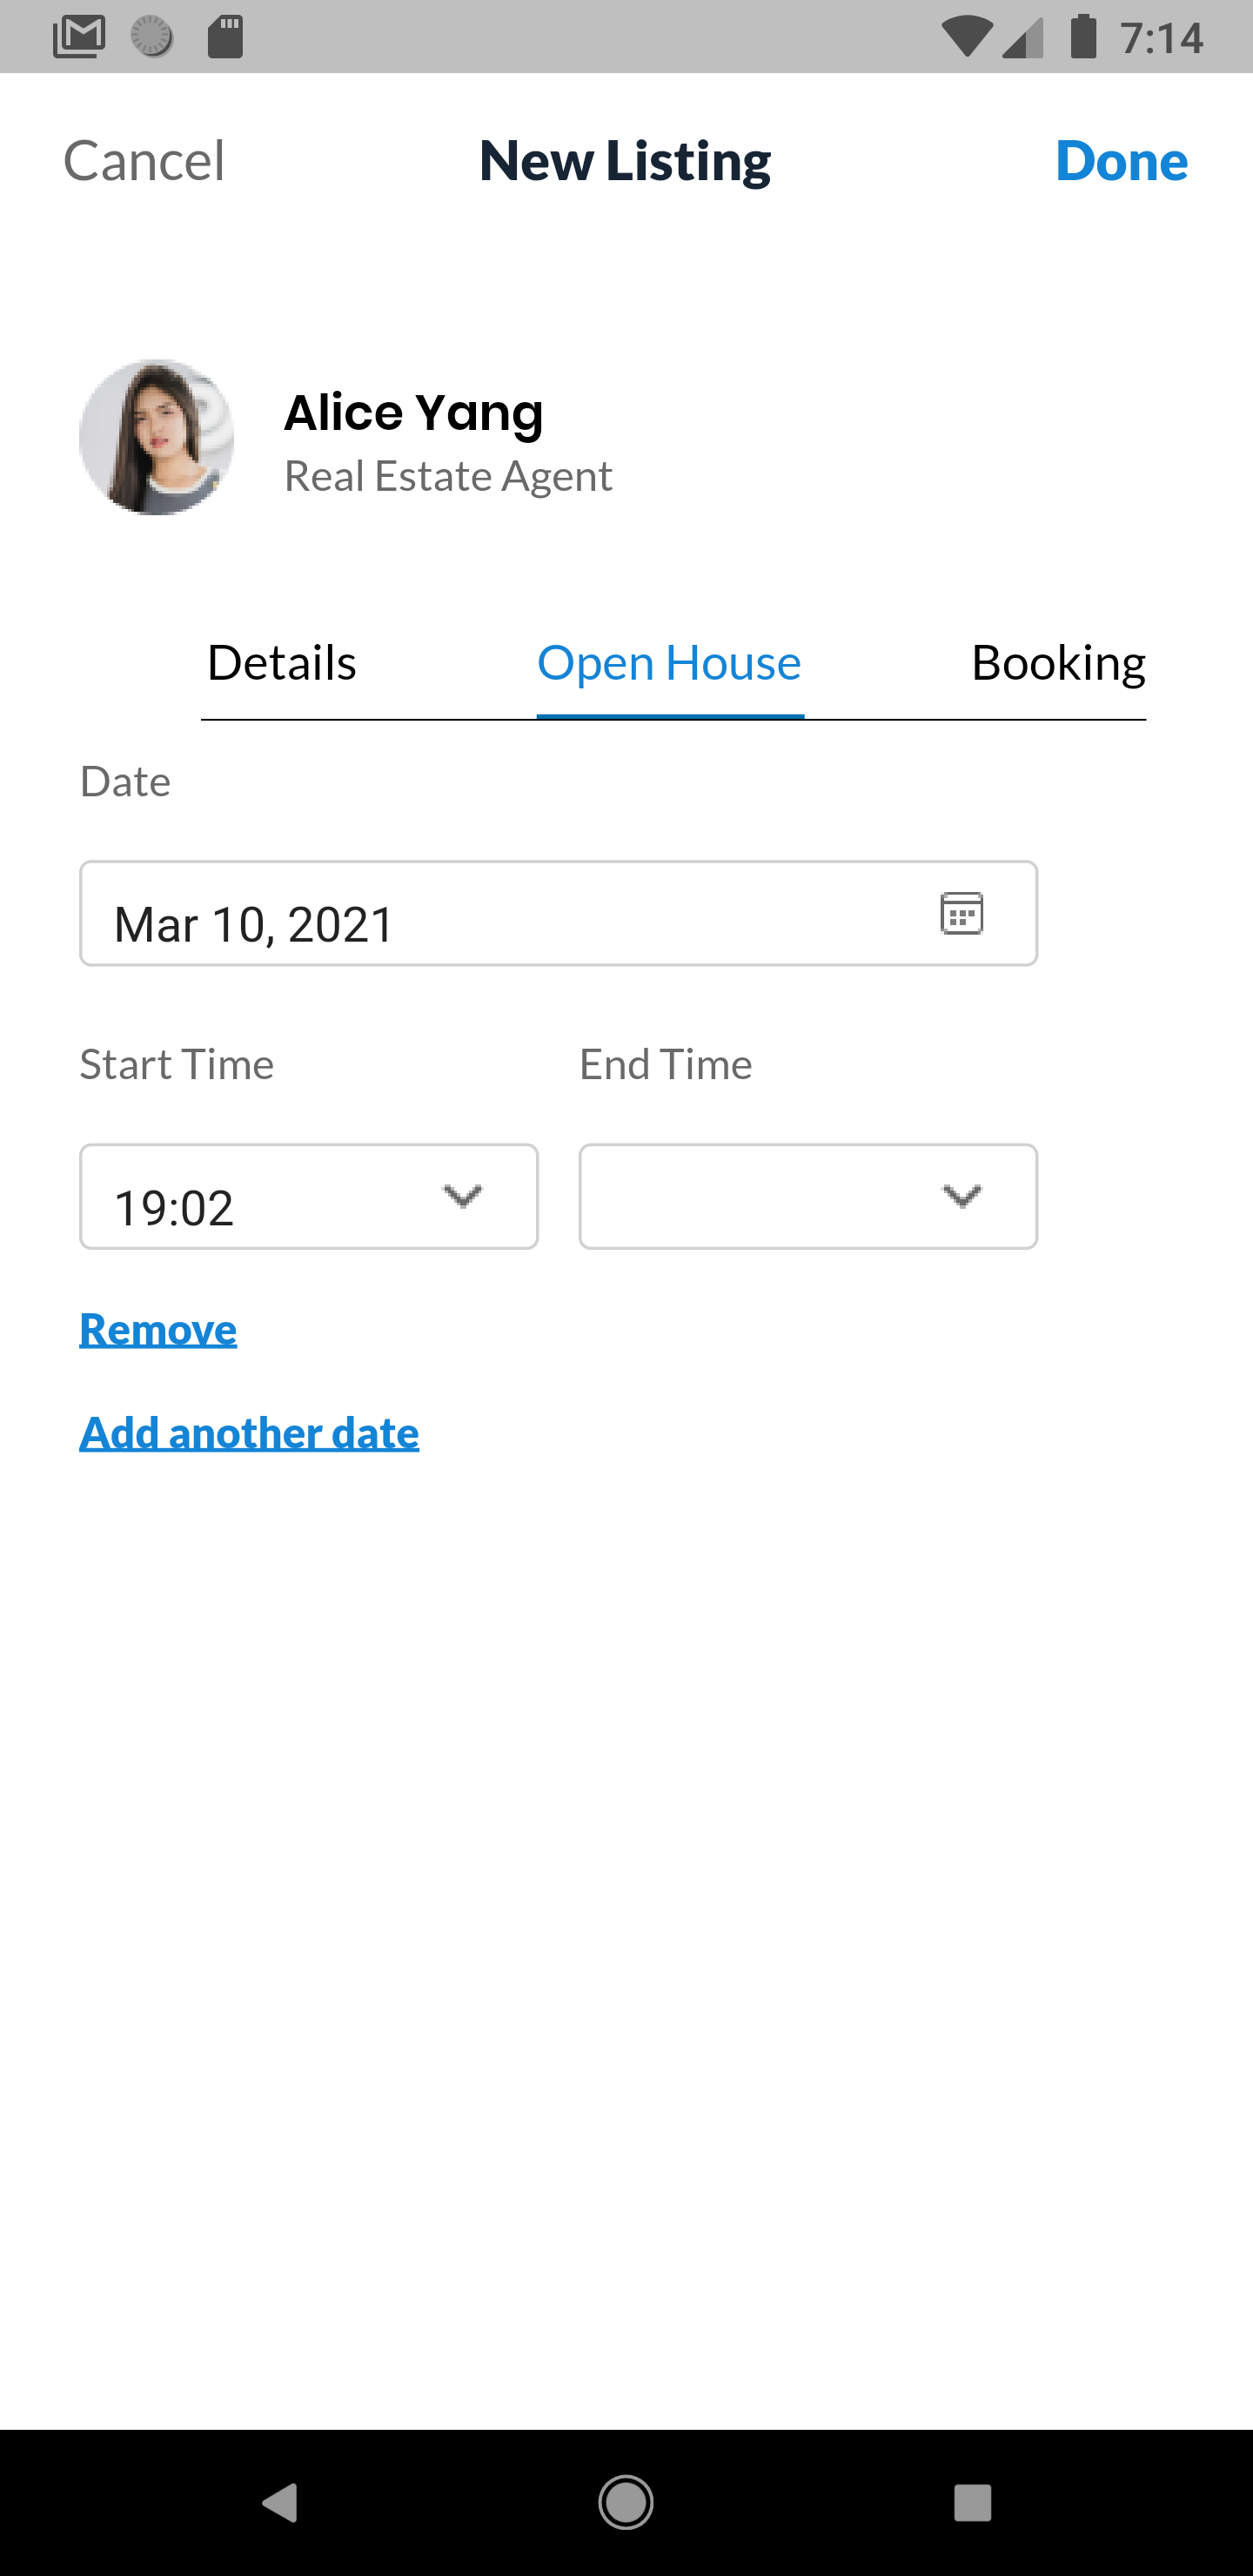 7:14
Cancel New Listing Done
Alice Yang
Real Estate Agent
Details Open House Booking
Date
Mar 10, 2021
Start Time End Time
19:02
Remove
Add another date